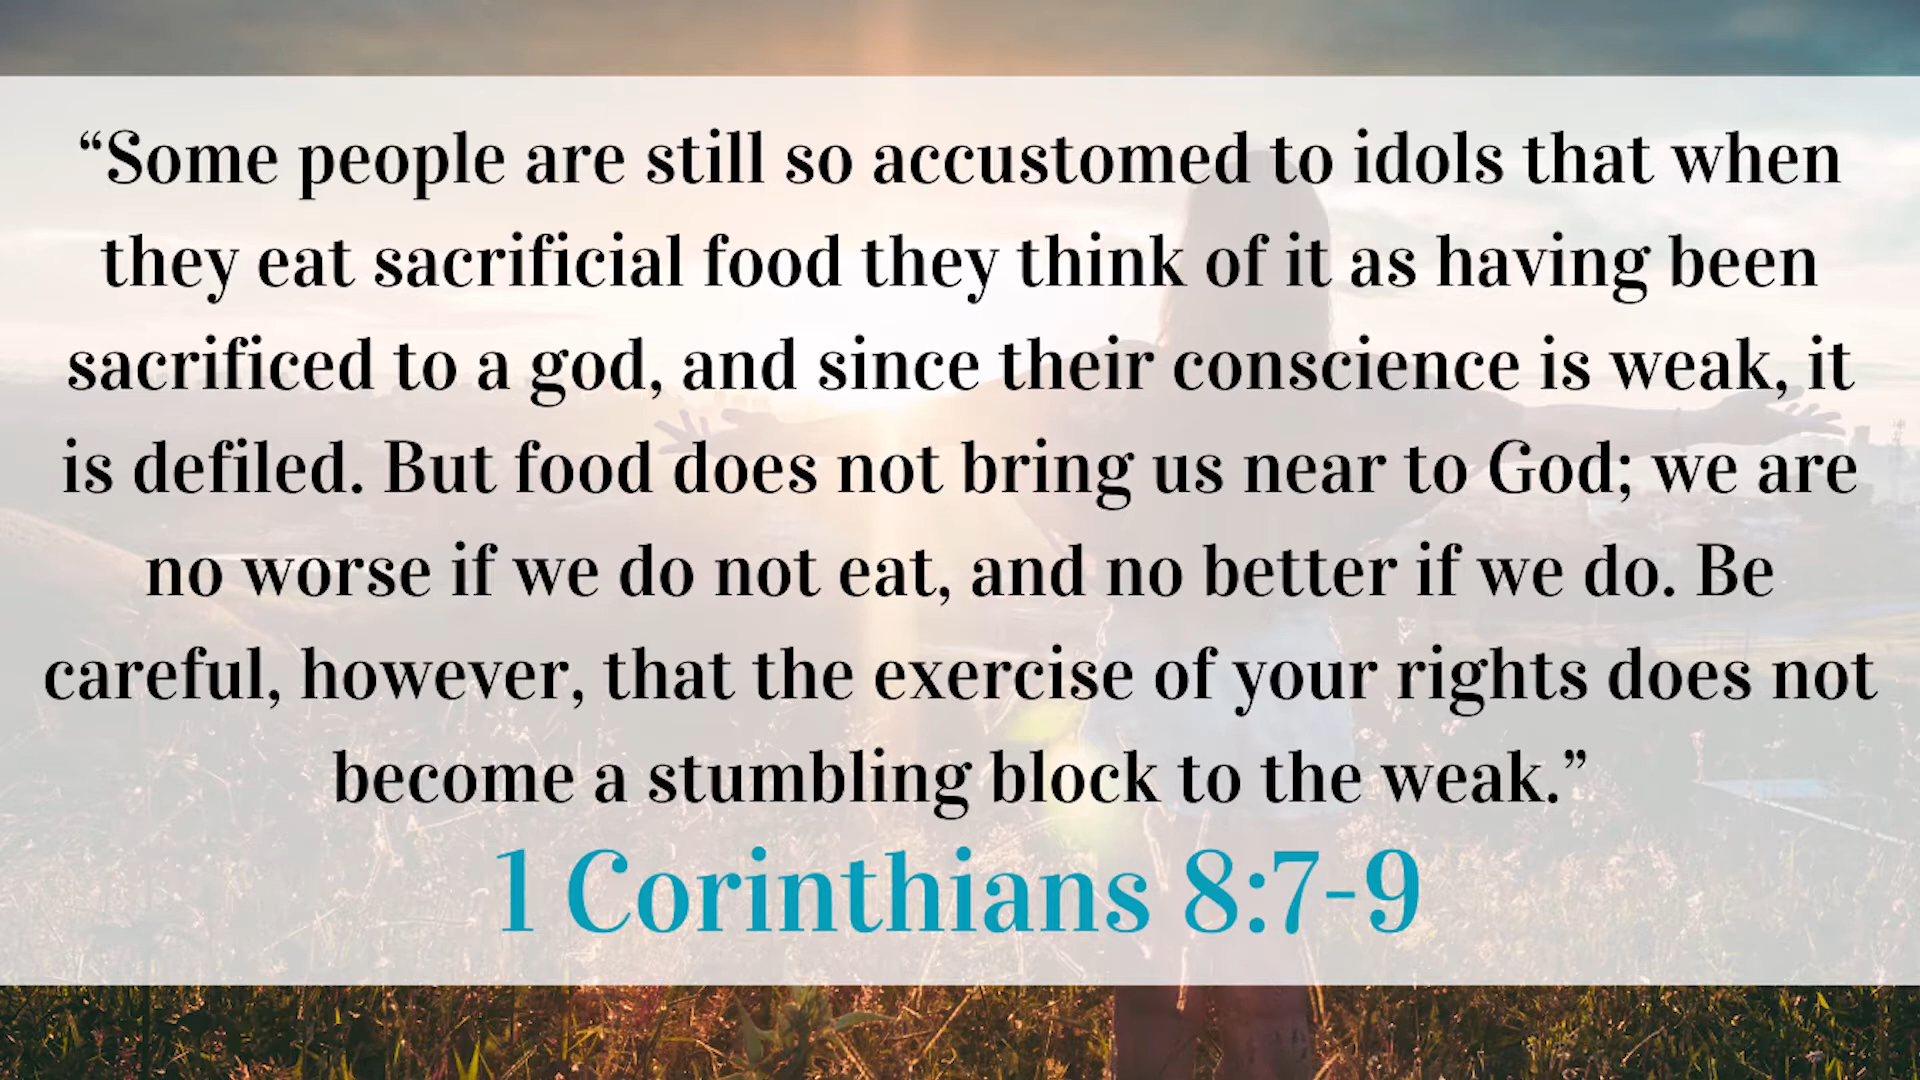 “Some people are still so accustomed to idols that when
they eat sacrificial food they think of it as having been
sacrificed to a god, and since their conscience is weak, it
is defiled. But food does not bring us near to God; we are
no worse if we do not eat, and no better if we do. Be
careful, however, that the exercise of your rights does not
become a stumbling block to the weak.”
1 Corinthians 8:7-9